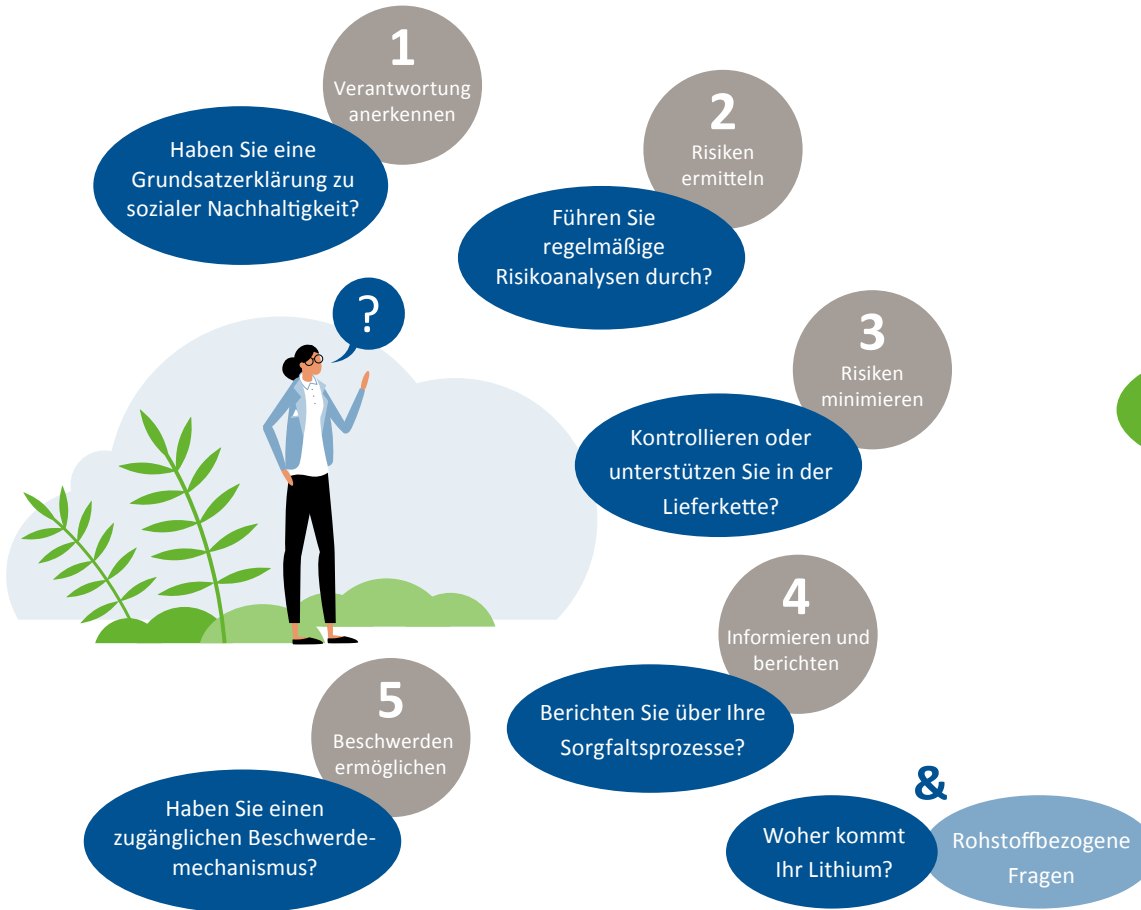 1
Verantwortung
anerkennen
Haben Sie eine
Grundsatzerklärung zu
sozialer Nachhaltigkeit?
2
Risiken
ermitteln
Führen Sie
regelmäßige
Risikoanalysen durch?
?
3
Risiken
minimieren
Kontrollieren oder
unterstützen Sie in der
Lieferkette?
4
Informieren und
berichten
Berichten Sie über Ihre
Sorgfaltsprozesse?
5
Beschwerden
ermöglichen
Haben Sie einen
zugänglichen Beschwerde-
mechanismus?
&
Woher kommt
Ihr Lithium?
Rohstoffbezogene
Fragen